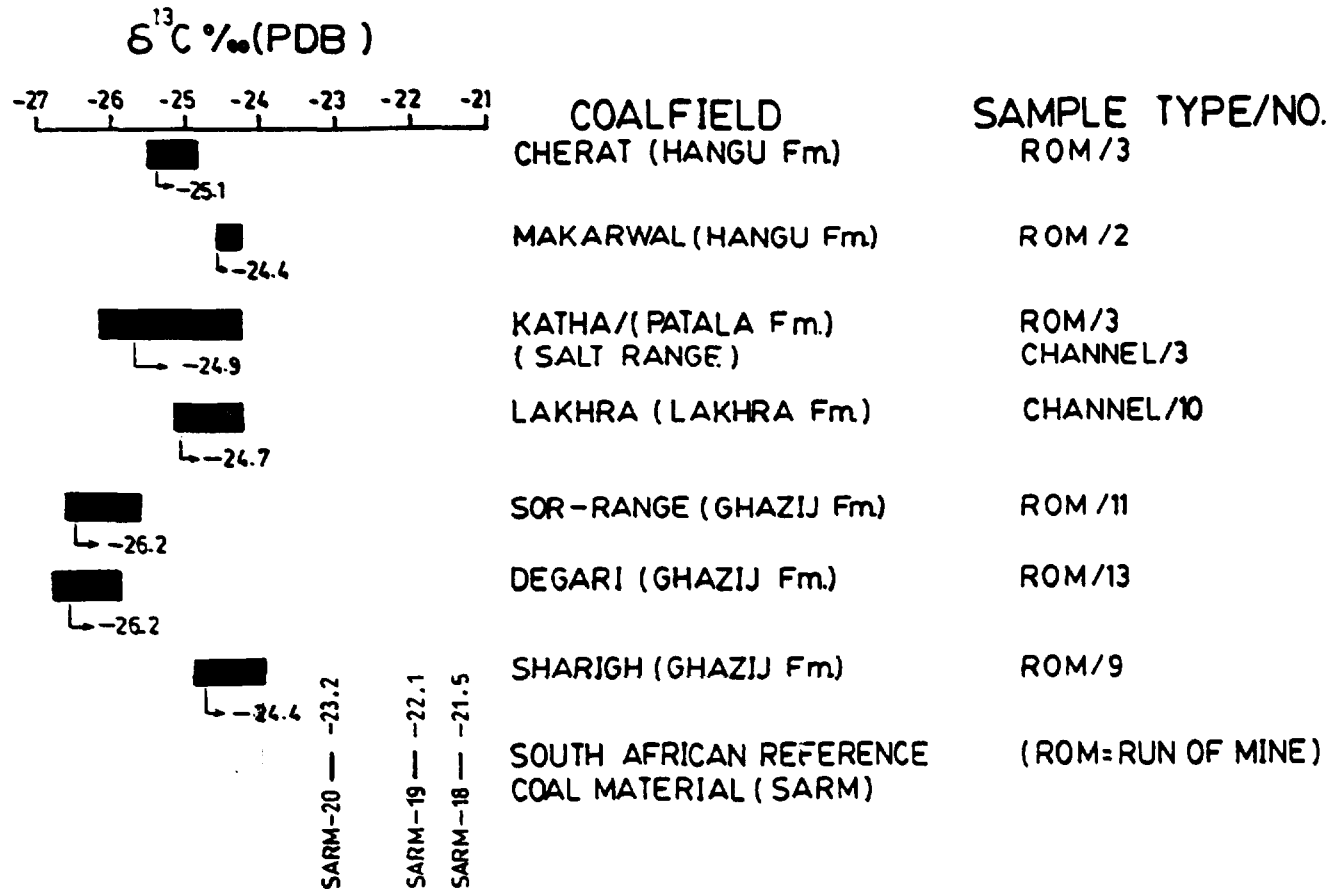 δ¹³C ‰ (PDB)
-27 -26 -25 -24 -23 -22 -21
COALFIELD SAMPLE TYPE/NO.
CHERAT (HANGU Fm.) ROM/3
-25.1
MAKARWAL (HANGU Fm.) ROM/2
-24.4
KATHA/(PATALA Fm.) ROM/3
(SALT RANGE) CHANNEL/3
-24.9
LAKHRA (LAKHRA Fm.) CHANNEL/10
-24.7
SOR-RANGE (GHAZIJ Fm.) ROM/11
-26.2
DEGARI (GHAZIJ Fm.) ROM/13
-26.2
SHARIGH (GHAZIJ Fm.) ROM/9
-24.4
SARM-20 — -23.2
SARM-19 — -22.1
SARM-18 — -21.5
SOUTH AFRICAN REFERENCE (ROM=RUN OF MINE)
COAL MATERIAL (SARM)